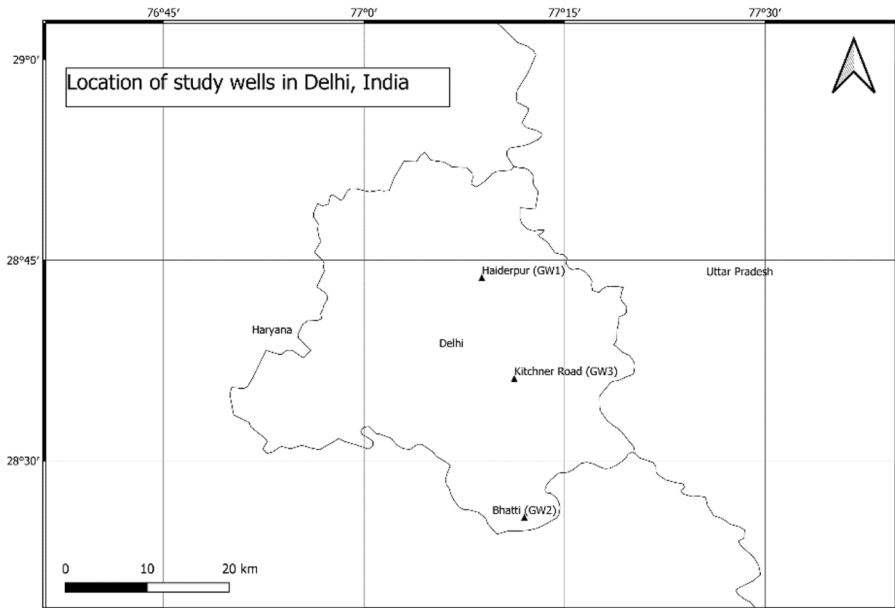 76°45'
77°0'
77°15'
77°30'
29°0'
Location of study wells in Delhi, India
28°45'
Haiderpur (GW1)
Uttar Pradesh
Haryana
Delhi
Kitchner Road (GW3)
28°30'
Bhatti (GW2)
0
10
20 km